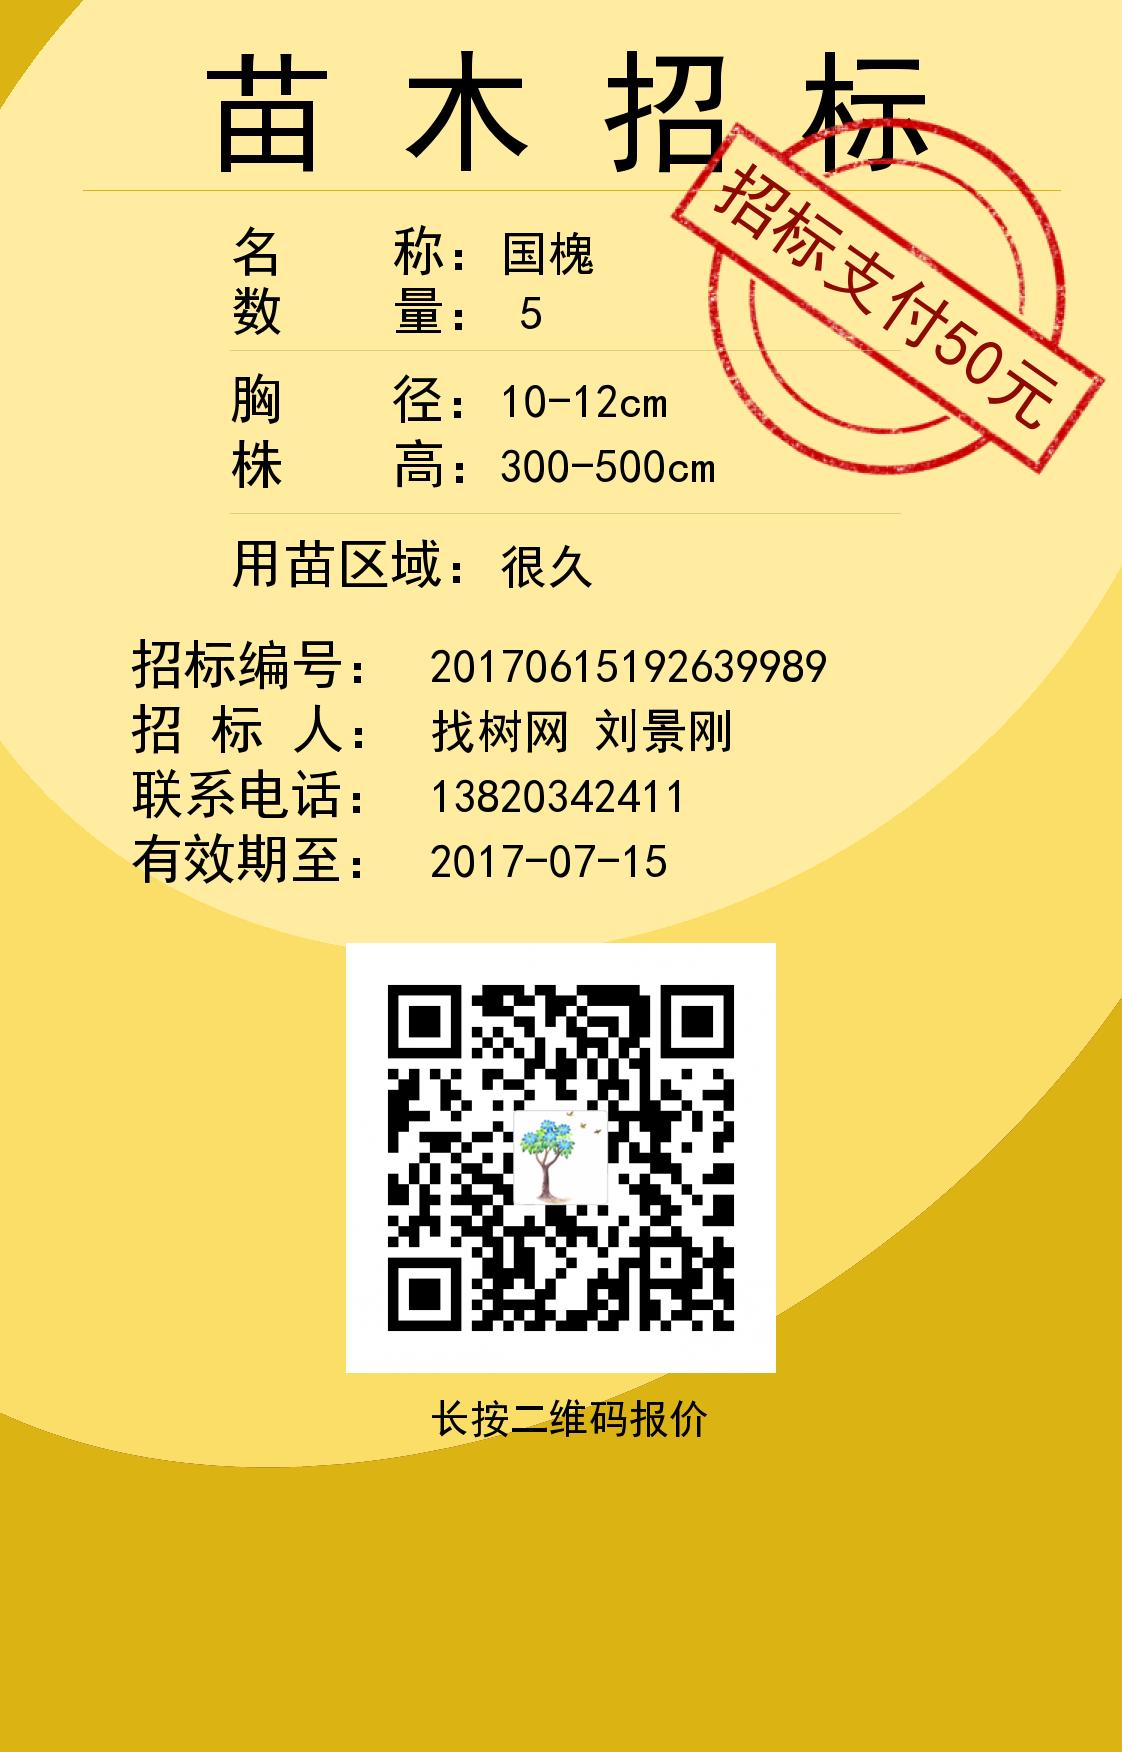 苗木招标
招标支付50元
名 称：国槐
数 量： 5
胸 径：10-12cm
株 高：300-500cm
用苗区域：很久
招标编号： 20170615192639989
招 标 人： 找树网 刘景刚
联系电话： 13820342411
有效期至： 2017-07-15
长按二维码报价